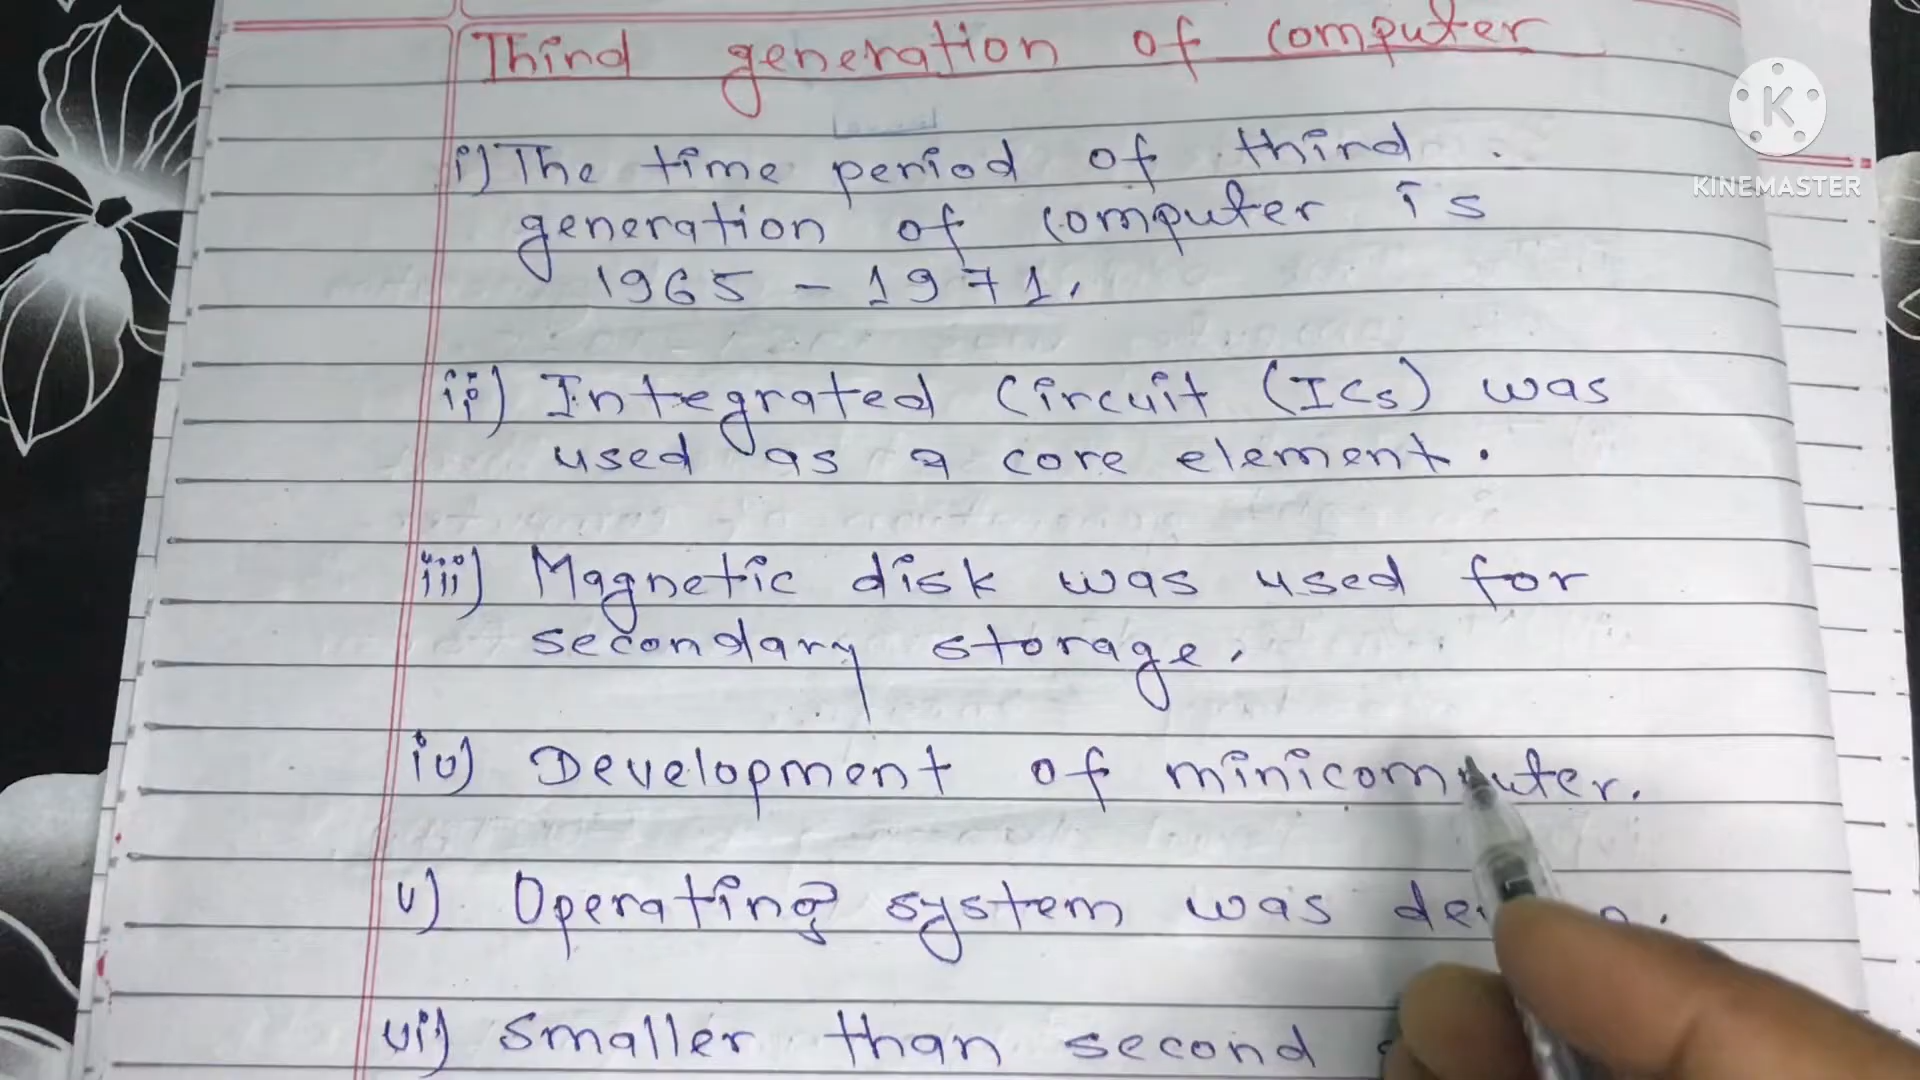 Third generation of computer
i) The time period of third
generation of computer is
1965 - 1971.
ii) Integrated Circuit (ICs) was
used as a core element.
iii) Magnetic disk was used for
secondary storage.
iv) Development of minicomputer.
v) Operating system was
vi) Smaller than second
K
KINEMASTER